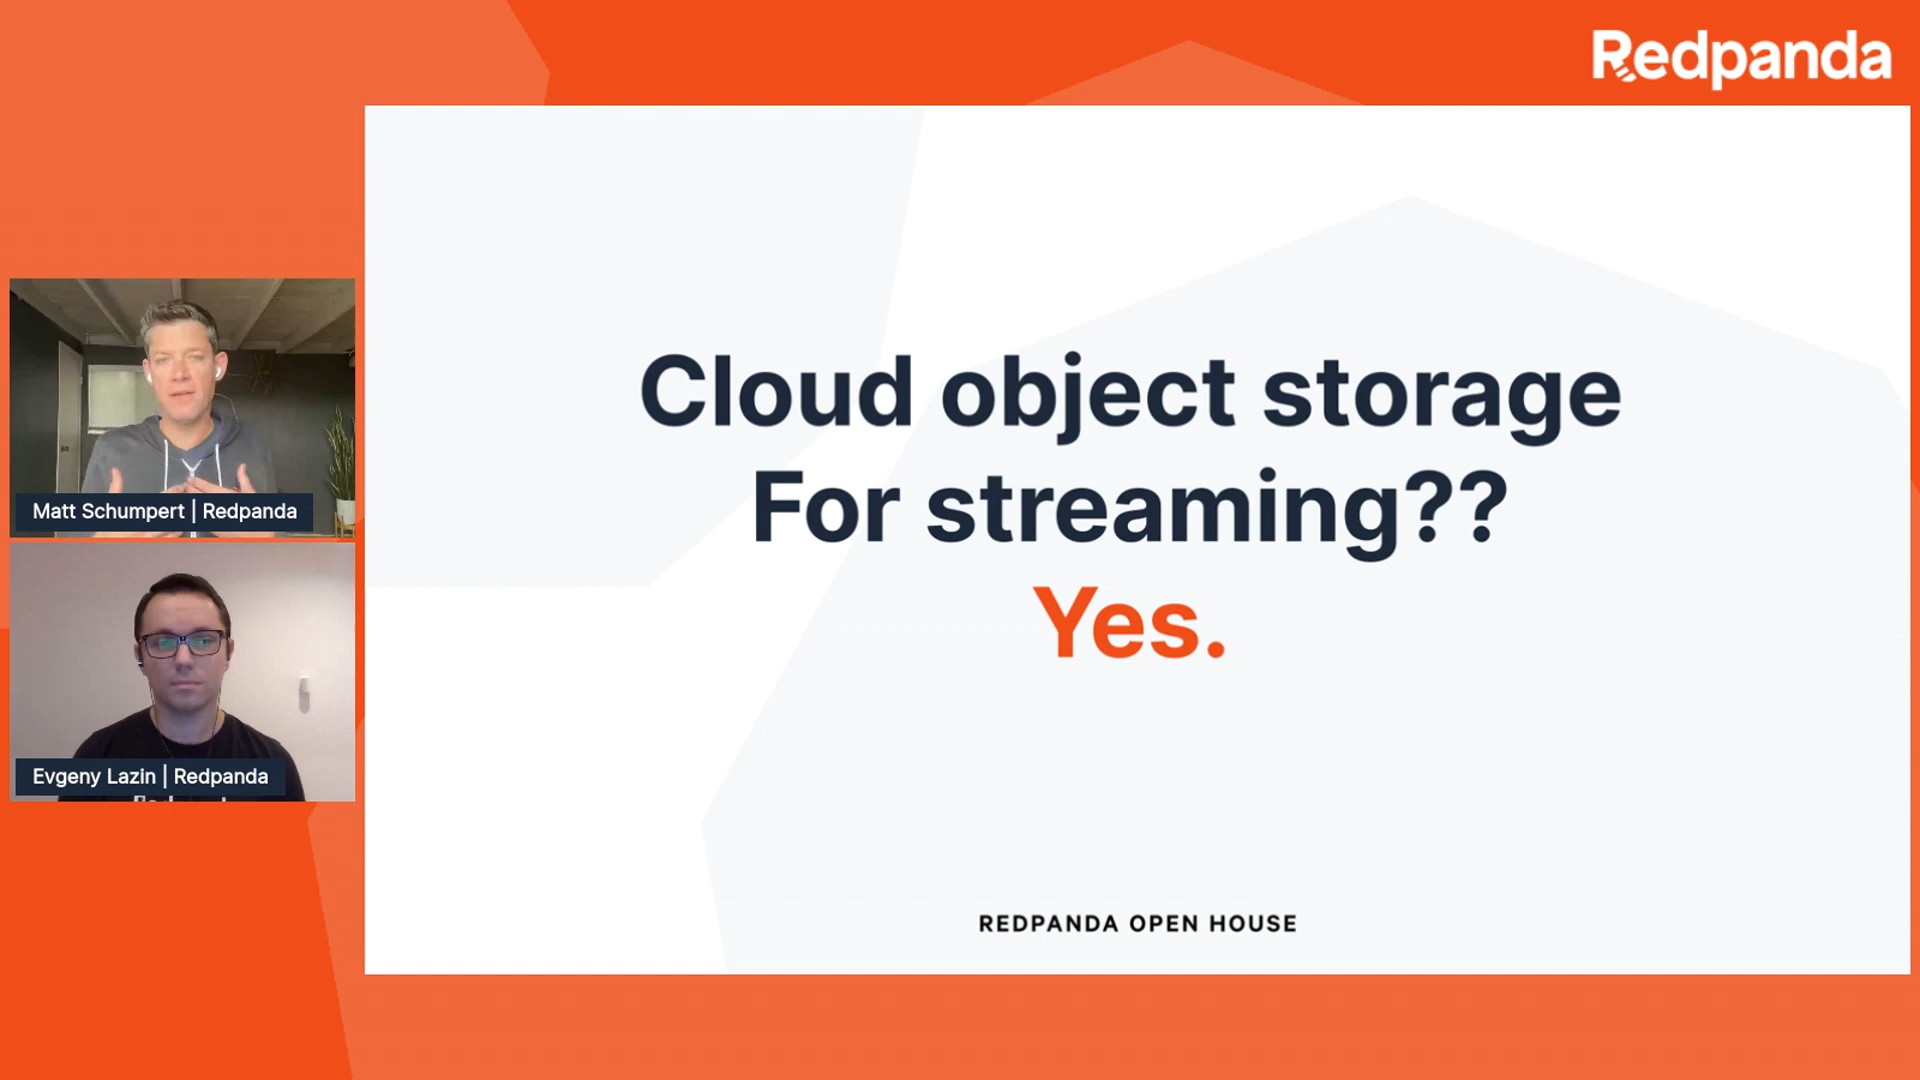 Redpanda
Cloud object storage
For streaming??
Yes.
REDPANDA OPEN HOUSE
Matt Schumpert | Redpanda
Evgeny Lazin | Redpanda